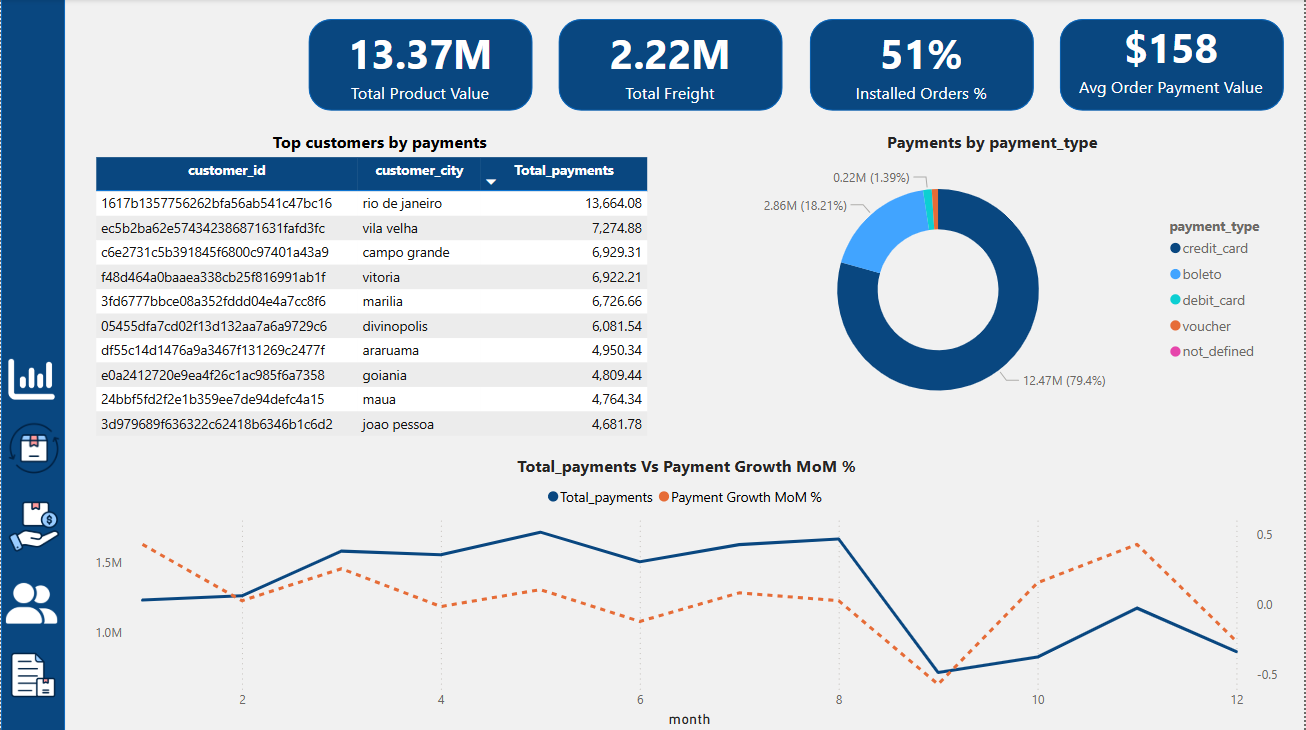 13.37M
Total Product Value
2.22M
Total Freight
51%
Installed Orders %
$158
Avg Order Payment Value
Top customers by payments
customer_id customer_city Total_payments
1617b1357756262bfa56ab541c47bc16 rio de janeiro 13,664.08
ec5b2ba62e574342386871631fafd3fc vila velha 7,274.88
c6e2731c5b391845f6800c97401a43a9 campo grande 6,929.31
f48d464a0baaea338cb25f816991ab1f vitoria 6,922.21
3fd6777bbce08a352fddd04e4a7cc8f6 marilia 6,726.66
05455dfa7cd02f13d132aa7a6a9729c6 divinopolis 6,081.54
df55c14d1476a9a3467f131269c2477f araruama 4,950.34
e0a2412720e9ea4f26c1ac985f6a7358 goiania 4,809.44
24bbf5fd2f2e1b359ee7de94defc4a15 maua 4,764.34
3d979689f636322c62418b6346b1c6d2 joao pessoa 4,681.78
Payments by payment_type
0.22M (1.39%)
2.86M (18.21%)
12.47M (79.4%)
payment_type
credit_card
boleto
debit_card
voucher
not_defined
Total_payments Vs Payment Growth MoM %
Total_payments Payment Growth MoM %
1.5M
1.0M
0.5
0.0
-0.5
2 4 6 8 10 12
month